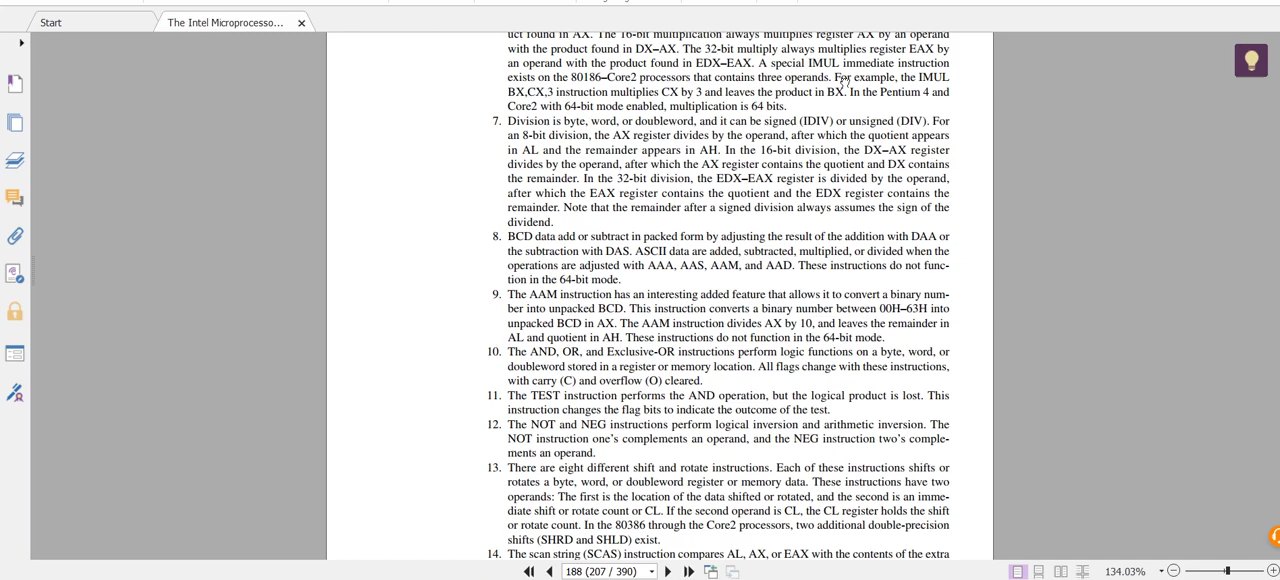 Start
The Intel Microprocesso...
uct found in AX. The 16-bit multiplication always multiplies register AX by an operand
with the product found in DX–AX. The 32-bit multiply always multiplies register EAX by
an operand with the product found in EDX–EAX. A special IMUL immediate instruction
exists on the 80186–Core2 processors that contains three operands. For example, the IMUL
BX,CX,3 instruction multiplies CX by 3 and leaves the product in BX. In the Pentium 4 and
Core2 with 64-bit mode enabled, multiplication is 64 bits.
7. Division is byte, word, or doubleword, and it can be signed (IDIV) or unsigned (DIV). For
an 8-bit division, the AX register divides by the operand, after which the quotient appears
in AL and the remainder appears in AH. In the 16-bit division, the DX–AX register
divides by the operand, after which the AX register contains the quotient and DX contains
the remainder. In the 32-bit division, the EDX–EAX register is divided by the operand,
after which the EAX register contains the quotient and the EDX register contains the
remainder. Note that the remainder after a signed division always assumes the sign of the
dividend.
8. BCD data add or subtract in packed form by adjusting the result of the addition with DAA or
the subtraction with DAS. ASCII data are added, subtracted, multiplied, or divided when the
operations are adjusted with AAA, AAS, AAM, and AAD. These instructions do not func-
tion in the 64-bit mode.
9. The AAM instruction has an interesting added feature that allows it to convert a binary num-
ber into unpacked BCD. This instruction converts a binary number between 00H–63H into
unpacked BCD in AX. The AAM instruction divides AX by 10, and leaves the remainder in
AL and quotient in AH. These instructions do not function in the 64-bit mode.
10. The AND, OR, and Exclusive-OR instructions perform logic functions on a byte, word, or
doubleword stored in a register or memory location. All flags change with these instructions,
with carry (C) and overflow (O) cleared.
11. The TEST instruction performs the AND operation, but the logical product is lost. This
instruction changes the flag bits to indicate the outcome of the test.
12. The NOT and NEG instructions perform logical inversion and arithmetic inversion. The
NOT instruction one's complements an operand, and the NEG instruction two's comple-
ments an operand.
13. There are eight different shift and rotate instructions. Each of these instructions shifts or
rotates a byte, word, or doubleword register or memory data. These instructions have two
operands: The first is the location of the data shifted or rotated, and the second is an imme-
diate shift or rotate count or CL. If the second operand is CL, the CL register holds the shift
or rotate count. In the 80386 through the Core2 processors, two additional double-precision
shifts (SHRD and SHLD) exist.
14. The scan string (SCAS) instruction compares AL, AX, or EAX with the contents of the extra
188 (207 / 390)
134.03%